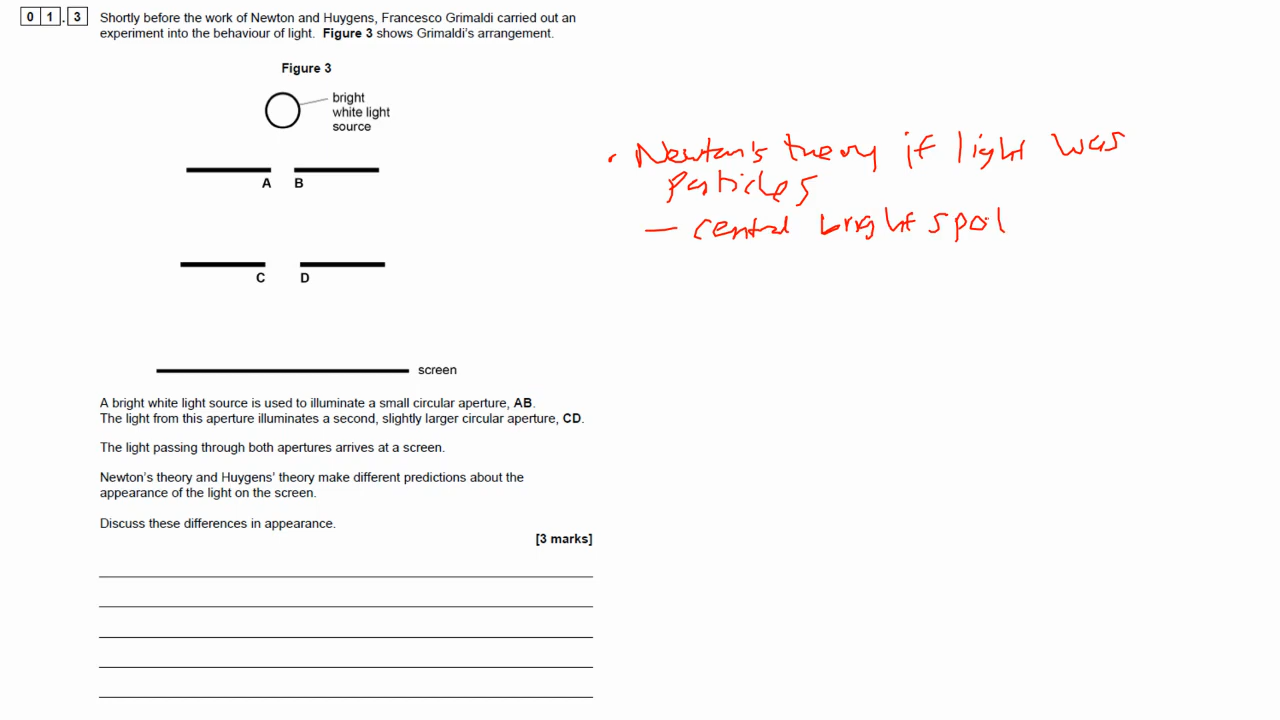 0 1 . 3 Shortly before the work of Newton and Huygens, Francesco Grimaldi carried out an
experiment into the behaviour of light. Figure 3 shows Grimaldi's arrangement.
Figure 3
bright
white light
source
A B
C D
screen
A bright white light source is used to illuminate a small circular aperture, AB.
The light from this aperture illuminates a second, slightly larger circular aperture, CD.
The light passing through both apertures arrives at a screen.
Newton's theory and Huygens' theory make different predictions about the
appearance of the light on the screen.
Discuss these differences in appearance.
[3 marks]
• Newton's theory if light was
particles
— central bright spot